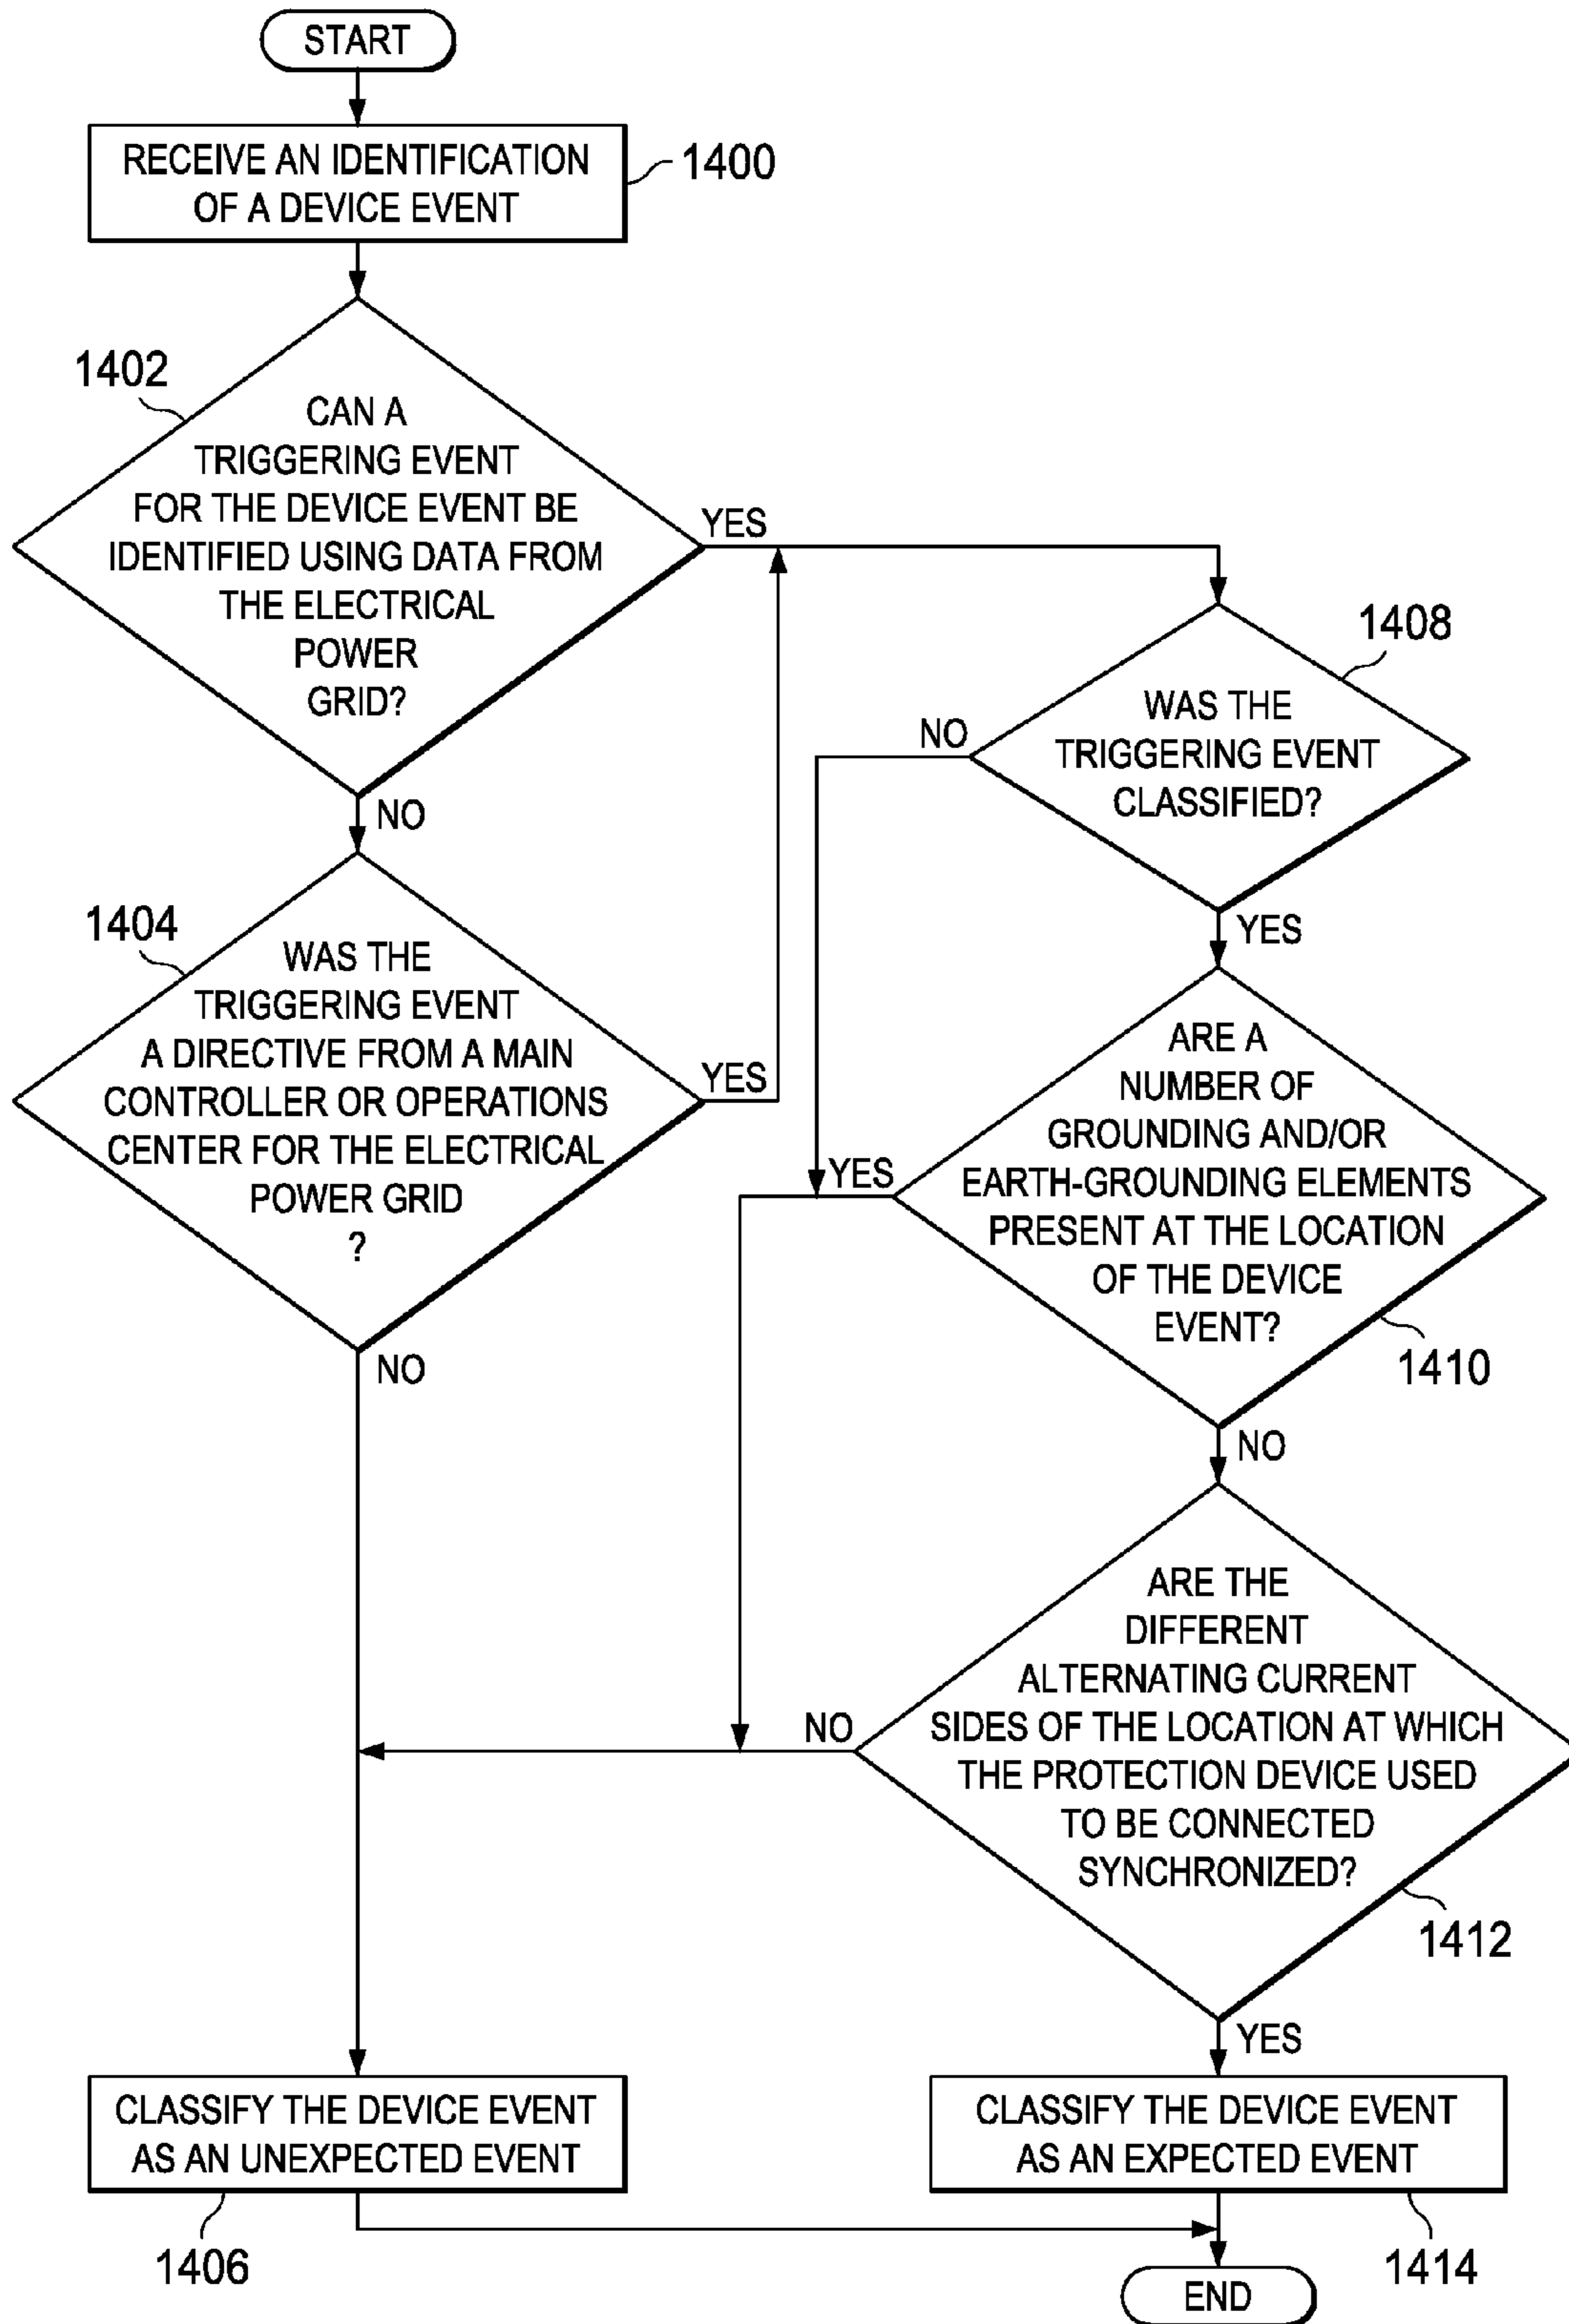 START
RECEIVE AN IDENTIFICATION
OF A DEVICE EVENT
1400
1402
CAN A
TRIGGERING EVENT
FOR THE DEVICE EVENT BE
IDENTIFIED USING DATA FROM
THE ELECTRICAL
POWER
GRID?
YES
NO
1404
WAS THE
TRIGGERING EVENT
A DIRECTIVE FROM A MAIN
CONTROLLER OR OPERATIONS
CENTER FOR THE ELECTRICAL
POWER GRID
?
YES
NO
1408
WAS THE
TRIGGERING EVENT
CLASSIFIED?
NO
YES
ARE A
NUMBER OF
GROUNDING AND/OR
EARTH-GROUNDING ELEMENTS
PRESENT AT THE LOCATION
OF THE DEVICE
EVENT?
YES
1410
NO
ARE THE
DIFFERENT
ALTERNATING CURRENT
SIDES OF THE LOCATION AT WHICH
THE PROTECTION DEVICE USED
TO BE CONNECTED
SYNCHRONIZED?
NO
1412
YES
CLASSIFY THE DEVICE EVENT
AS AN UNEXPECTED EVENT
1406
CLASSIFY THE DEVICE EVENT
AS AN EXPECTED EVENT
1414
END